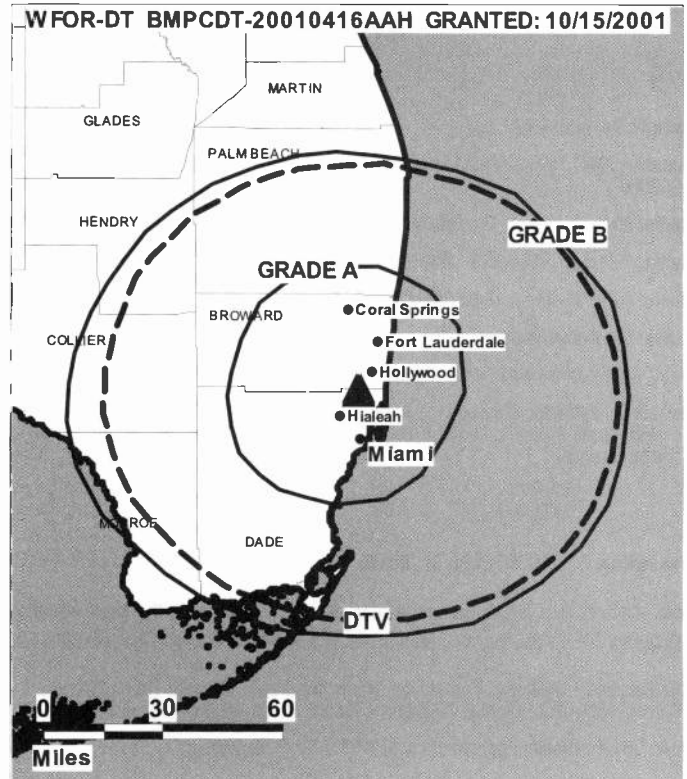 WFOR-DT BMPCDT-20010416AAH GRANTED: 10/15/2001
MARTIN
GLADES
PALM BEACH
HENDRY
GRADE B
GRADE A
Coral Springs
BROWARD
Fort Lauderdale
COLLIER
Hollywood
Hialeah
Miami
MONROE
DADE
DTV
0 30 60
Miles